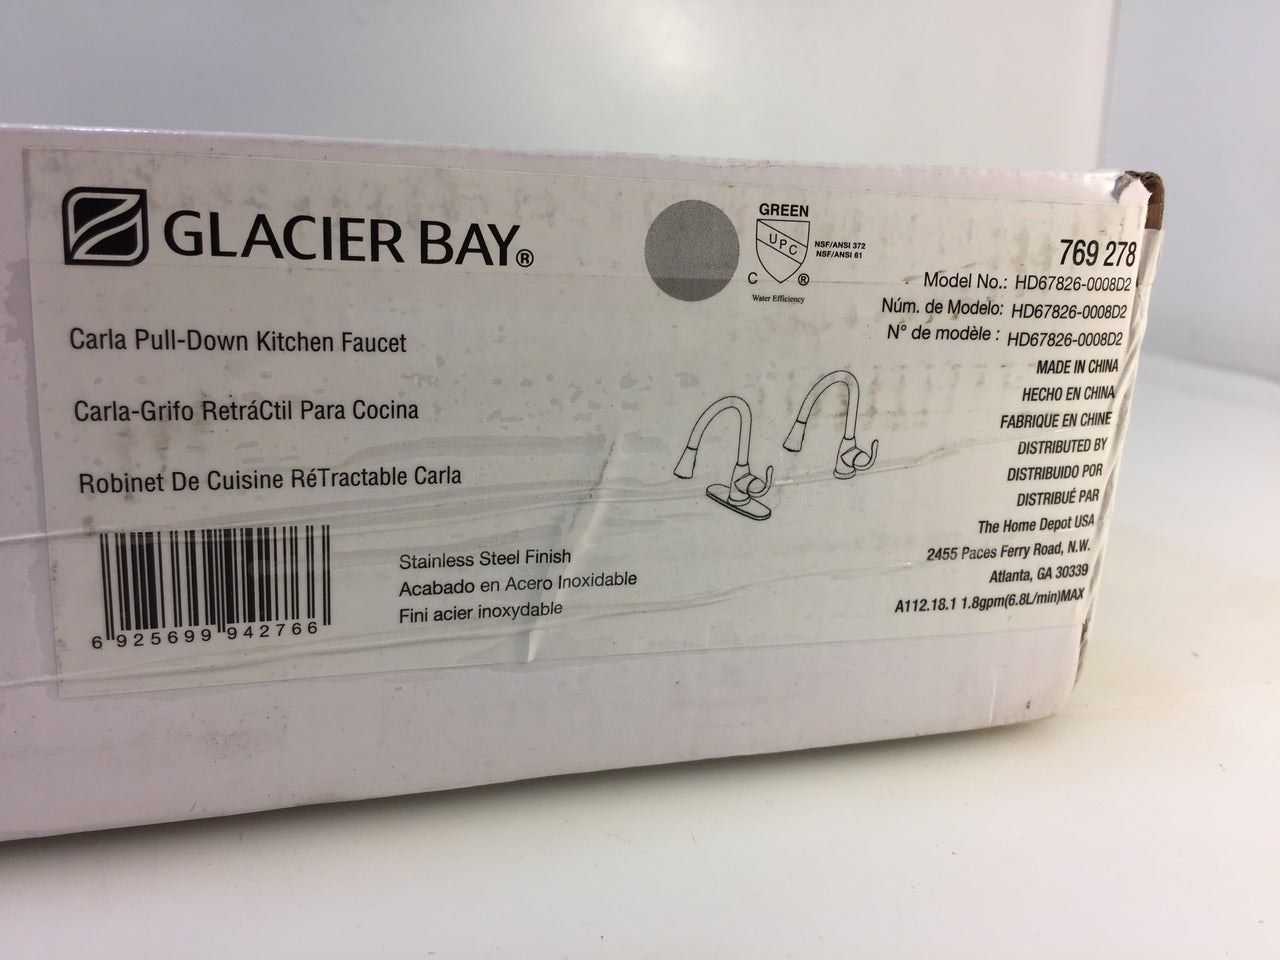 GLACIER BAY®
Carla Pull-Down Kitchen Faucet
Carla-Grifo RetráCtil Para Cocina
Robinet De Cuisine RéTractable Carla
6 925699 942766
Stainless Steel Finish
Acabado en Acero Inoxidable
Fini acier inoxydable
GREEN
UPC
NSF/ANSI 372
NSF/ANSI 61
C ®
Water Efficiency
769 278
Model No.: HD67826-0008D2
Núm. de Modelo: HD67826-0008D2
N° de modèle : HD67826-0008D2
MADE IN CHINA
HECHO EN CHINA
FABRIQUE EN CHINE
DISTRIBUTED BY
DISTRIBUIDO POR
DISTRIBUÉ PAR
The Home Depot USA
2455 Paces Ferry Road, N.W.
Atlanta, GA 30339
A112.18.1 1.8gpm(6.8L/min)MAX